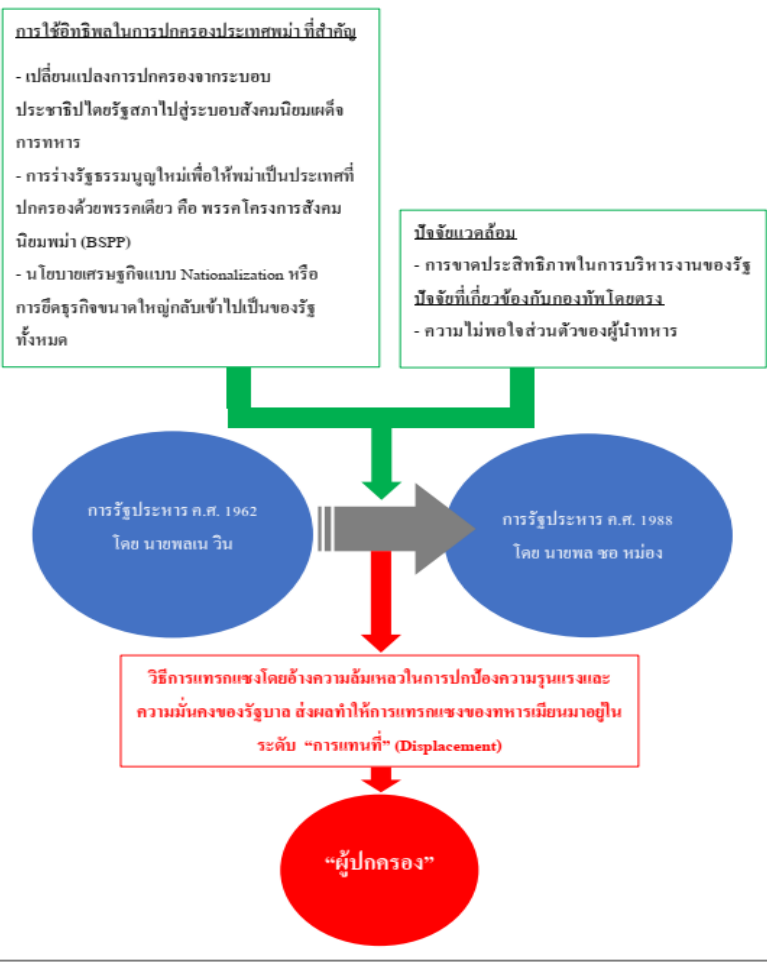 การใช้อิทธิพลในการปกครองประเทศพม่า ที่สำคัญ
- เปลี่ยนแปลงการปกครองจากระบอบ
ประชาธิปไตยรัฐสภาไปสู่ระบอบสังคมนิยมเผด็จ
การทหาร
- การร่างรัฐธรรมนูญใหม่เพื่อให้พม่าเป็นประเทศที่
ปกครองด้วยพรรคเดียว คือ พรรคโครงการสังคม
นิยมพม่า (BSPP)
- นโยบายเศรษฐกิจแบบ Nationalization หรือ
การยึดธุรกิจขนาดใหญ่กลับเข้าไปเป็นของรัฐ
ทั้งหมด
ปัจจัยแวดล้อม
- การขาดประสิทธิภาพในการบริหารงานของรัฐ
ปัจจัยที่เกี่ยวข้องกับกองทัพโดยตรง
- ความไม่พอใจส่วนตัวของผู้นำทหาร
การรัฐประหาร ค.ศ. 1962
โดย นายพลเน วิน
การรัฐประหาร ค.ศ. 1988
โดย นายพล ซอ หม่อง
วิธีการแทรกแซงโดยอ้างความล้มเหลวในการปกป้องความรุนแรงและ
ความมั่นคงของรัฐบาล ส่งผลทำให้การแทรกแซงของทหารเมียนมาอยู่ใน
ระดับ “การแทนที่” (Displacement)
“ผู้ปกครอง”